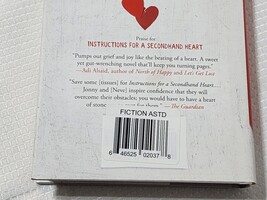 Praise for
INSTRUCTIONS FOR A SECONDHAND HEART
"Pumps out grief and joy like the beating of a heart. A sweet
yet gut-wrenching novel that'll keep you turning pages."
—Adi Alsaid, author of North of Happy and Let's Get Lost
"Save some [tissues] for Instructions for a Secondhand Heart.
Jonny and [Neve] inspire confidence that they will
overcome their obstacles; you would have to have a
heart of stone for them." —The Guardian
FICTION ASTD
6 46525 02037 8